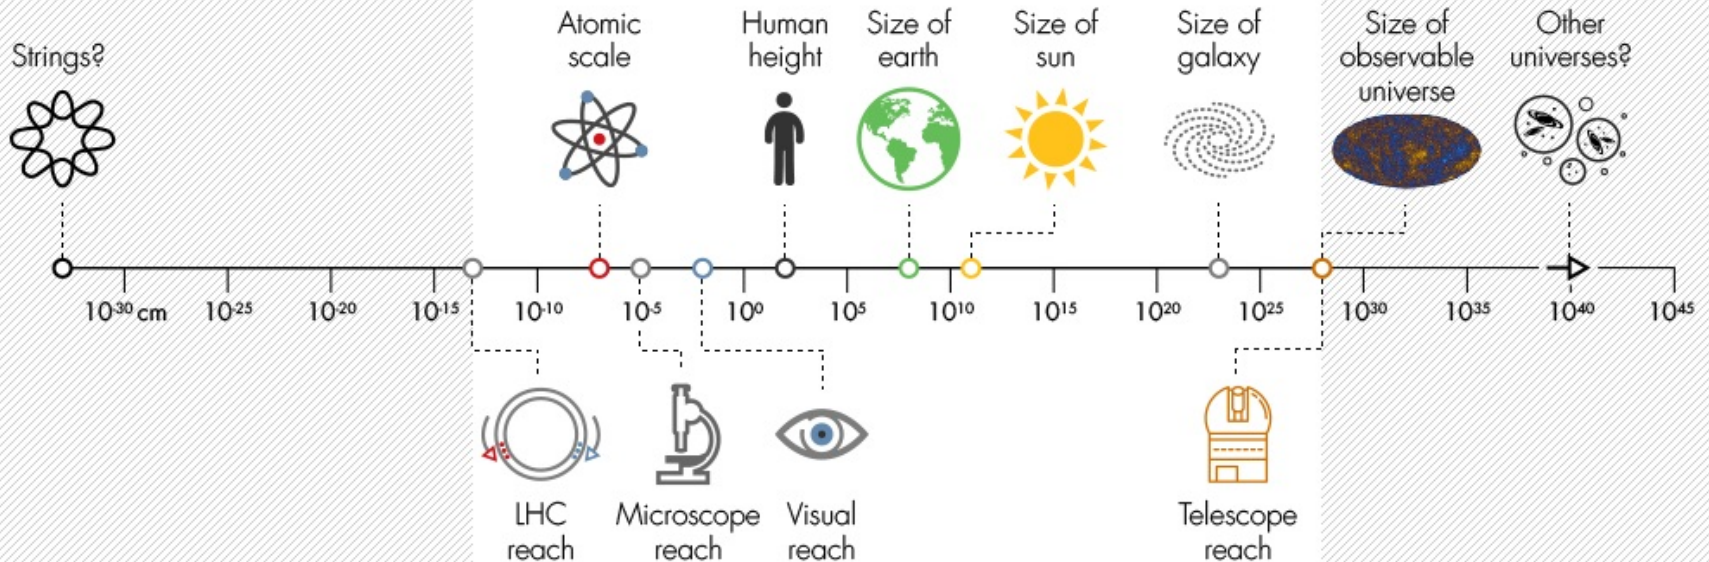 Strings?
Atomic
scale
Human
height
Size of
earth
Size of
sun
Size of
galaxy
Size of
observable
universe
Other
universes?
10⁻³⁰ cm
10⁻²⁵
10⁻²⁰
10⁻¹⁵
10⁻¹⁰
10⁻⁵
10⁰
10⁵
10¹⁰
10¹⁵
10²⁰
10²⁵
10³⁰
10³⁵
10⁴⁰
10⁴⁵
LHC
reach
Microscope
reach
Visual
reach
Telescope
reach